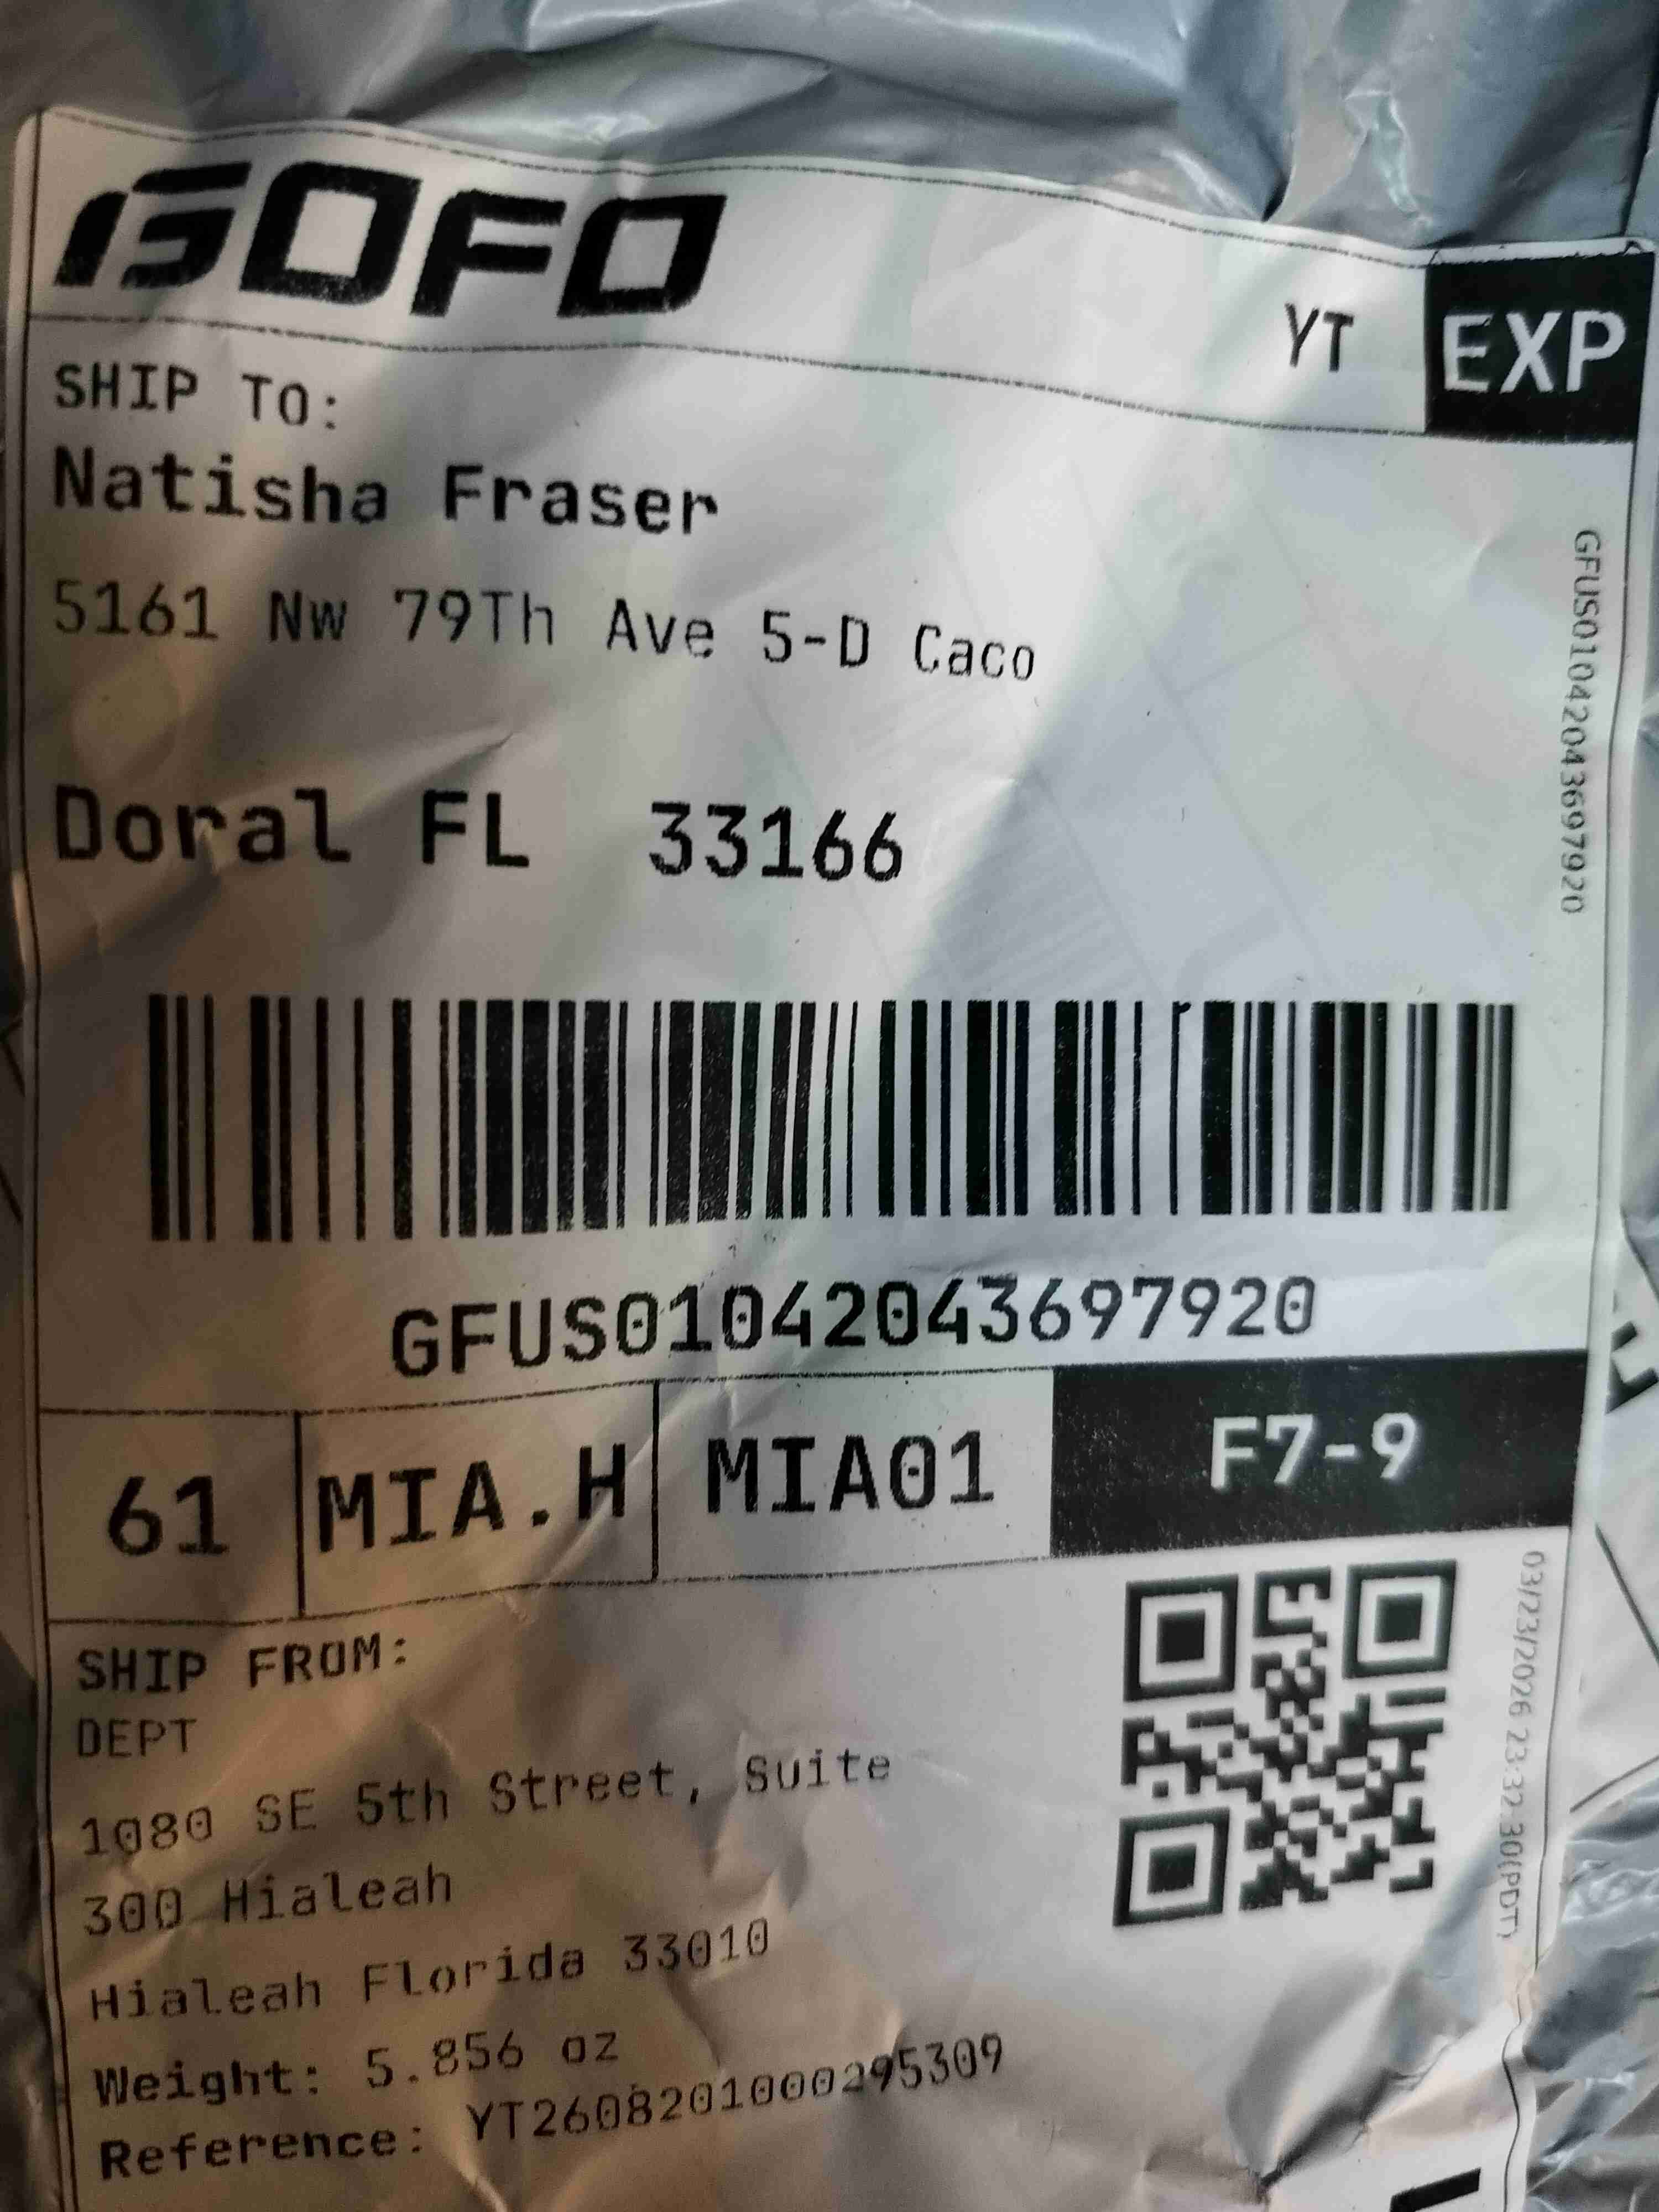 GOFO
YT
EXP
SHIP TO:
Natisha Fraser
5161 Nw 79Th Ave 5-D Caco
Doral FL 33166
GFUS01042043697920
GFUS01042043697920
61
MIA.H
MIA01
F7-9
SHIP FROM:
DEPT
1080 SE 5th Street, Suite
300 Hialeah
Hialeah Florida 33010
Weight: 5.856 oz
Reference: YT2608201000295309
03/23/2026 23:32:30(PDT)